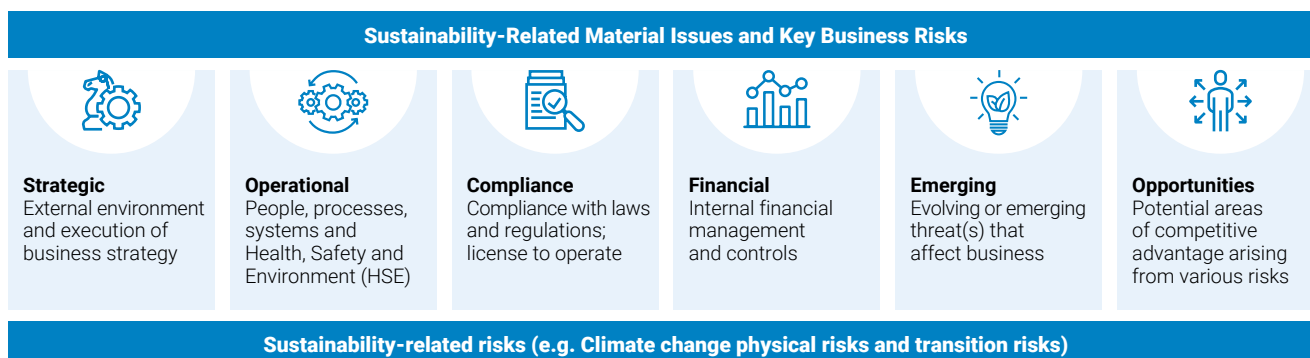 Sustainability-Related Material Issues and Key Business Risks
Strategic
External environment
and execution of
business strategy
Operational
People, processes,
systems and
Health, Safety and
Environment (HSE)
Compliance
Compliance with laws
and regulations;
license to operate
Financial
Internal financial
management
and controls
Emerging
Evolving or emerging
threat(s) that
affect business
Opportunities
Potential areas
of competitive
advantage arising
from various risks
Sustainability-related risks (e.g. Climate change physical risks and transition risks)